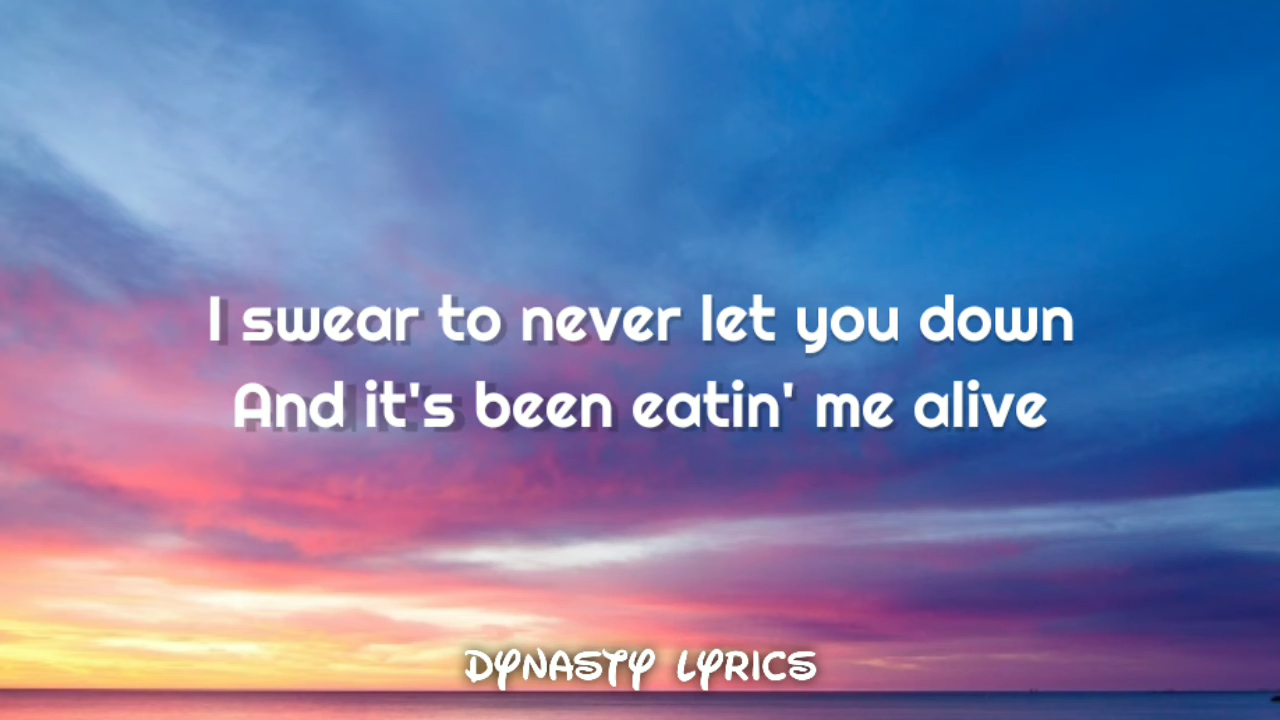 I swear to never let you down
And it's been eatin' me alive
DYNASTY LYRICS